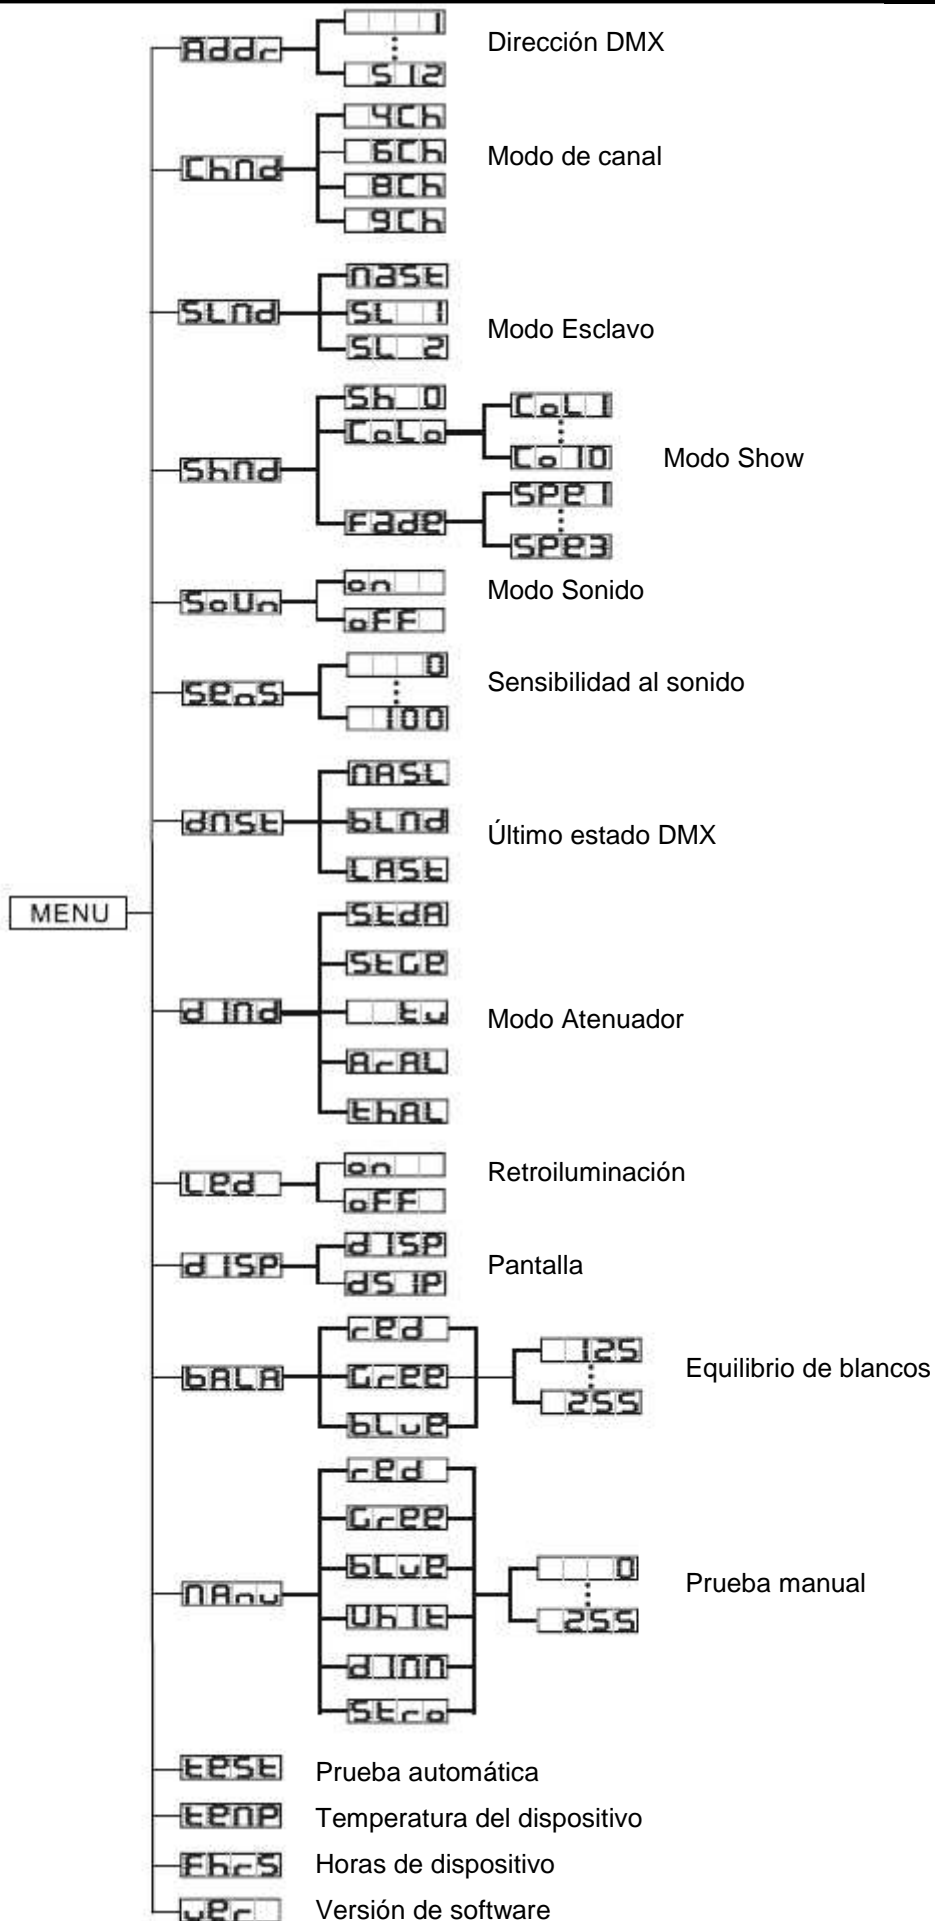 1
Addr
Dirección DMX
512
4Ch
6Ch
ChNd
Modo de canal
8Ch
9Ch
NaSt
SLNd
SL 1
Modo Esclavo
SL 2
Sh 0
CoLo
CoL1
Co10
Modo Show
ShNd
SPe1
Fade
SPe3
on
SoUn
Modo Sonido
oFF
0
SenS
Sensibilidad al sonido
100
NASL
dNSt
bLNd
Último estado DMX
LASt
MENU
StdA
StGe
dINd
tv
Modo Atenuador
ArAL
thAL
on
Led
Retroiluminación
oFF
dISP
dISP
Pantalla
dSIP
red
125
bALA
Gree
Equilibrio de blancos
255
bLue
red
Gree
bLue
0
NAnu
Prueba manual
UhIt
255
dINN
Stro
test
Prueba automática
teNP
Temperatura del dispositivo
FhrS
Horas de dispositivo
ver
Versión de software